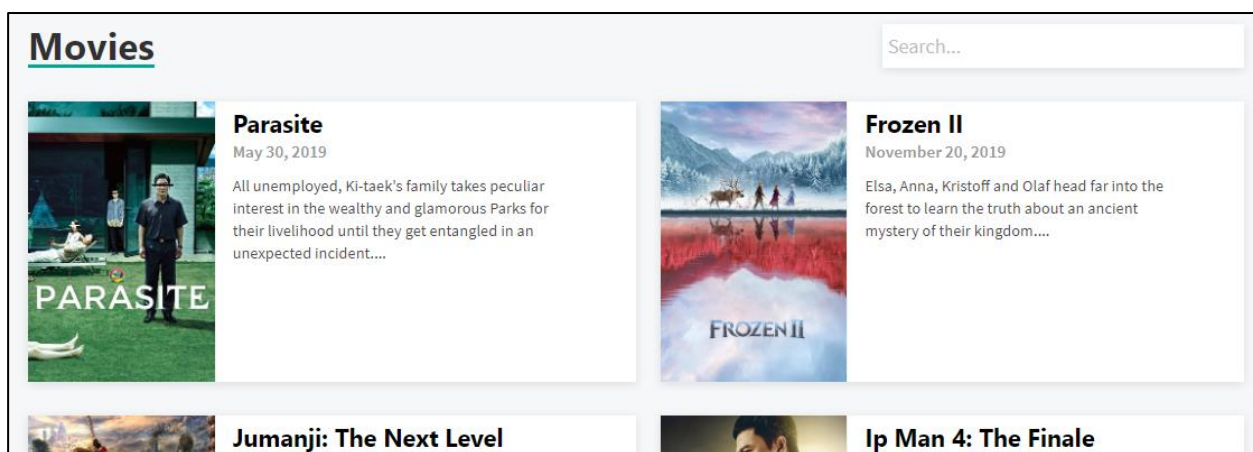 Movies
Search...
Parasite
May 30, 2019
All unemployed, Ki-taek's family takes peculiar
interest in the wealthy and glamorous Parks for
their livelihood until they get entangled in an
unexpected incident....
PARASITE
Frozen II
November 20, 2019
Elsa, Anna, Kristoff and Olaf head far into the
forest to learn the truth about an ancient
mystery of their kingdom....
FROZEN II
Jumanji: The Next Level
Ip Man 4: The Finale